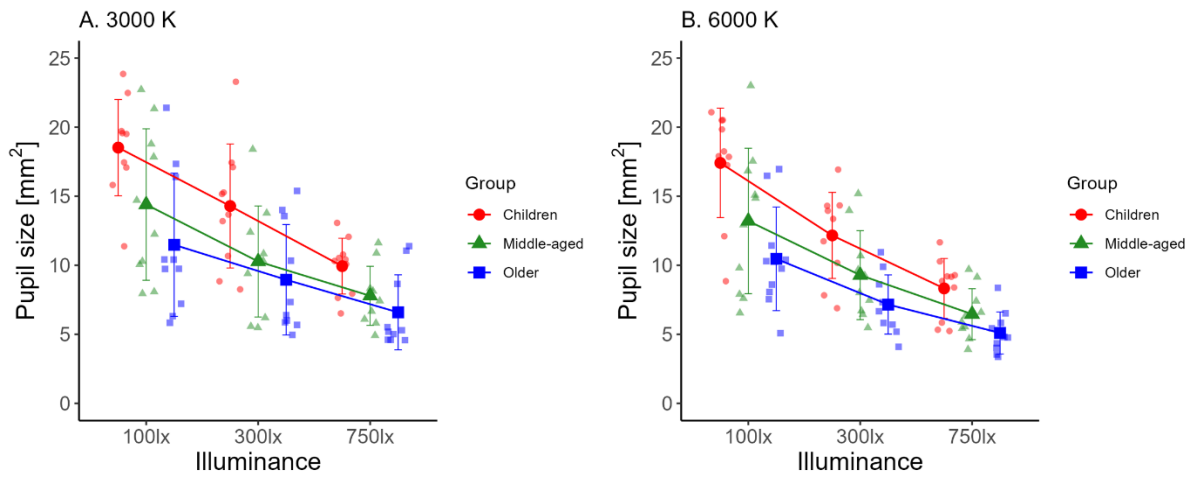 A. 3000 K
Pupil size [mm²]
25
20
15
10
5
0
100lx
300lx
750lx
Illuminance
Group
Children
Middle-aged
Older
B. 6000 K
Pupil size [mm²]
25
20
15
10
5
0
100lx
300lx
750lx
Illuminance
Group
Children
Middle-aged
Older